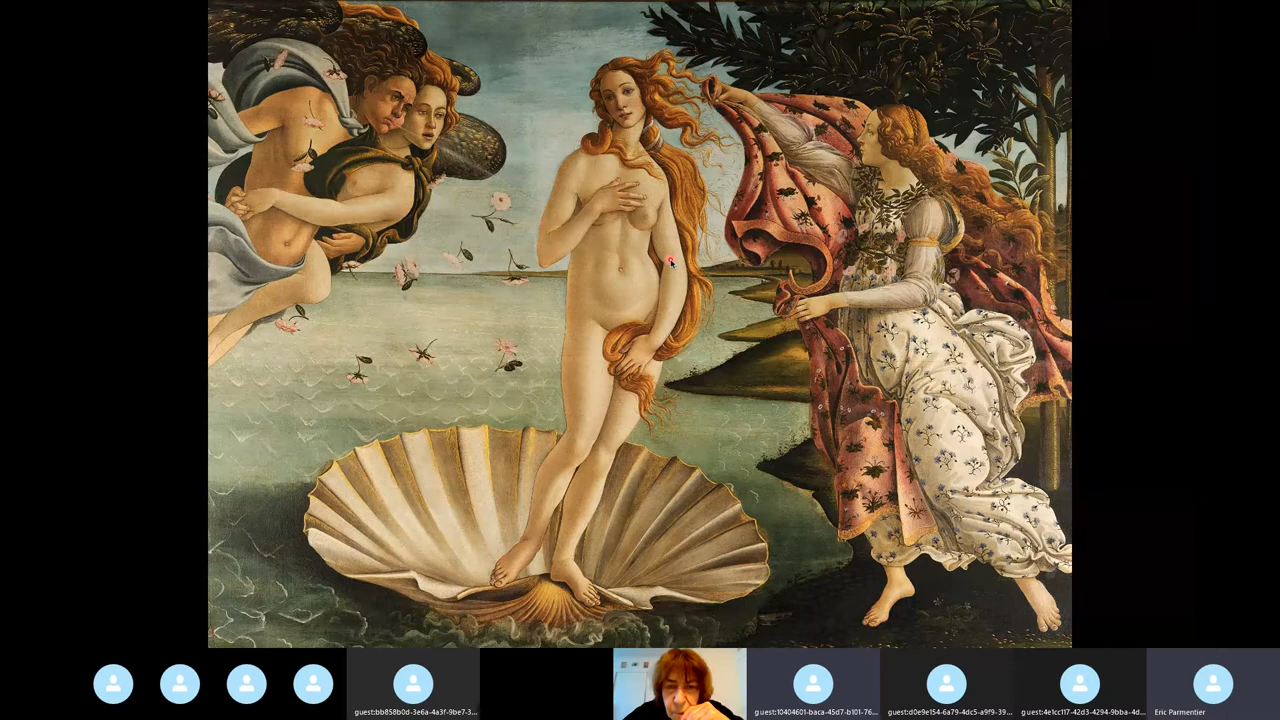 guest:bb858b0d-3e6a-4a3f-9be7-3...
guest:10404601-baca-45d7-b101-76...
guest:d0e9e154-6a79-4dc5-a9f9-39...
guest:4e1cc117-42d3-4294-9bba-4d...
Eric Parmentier